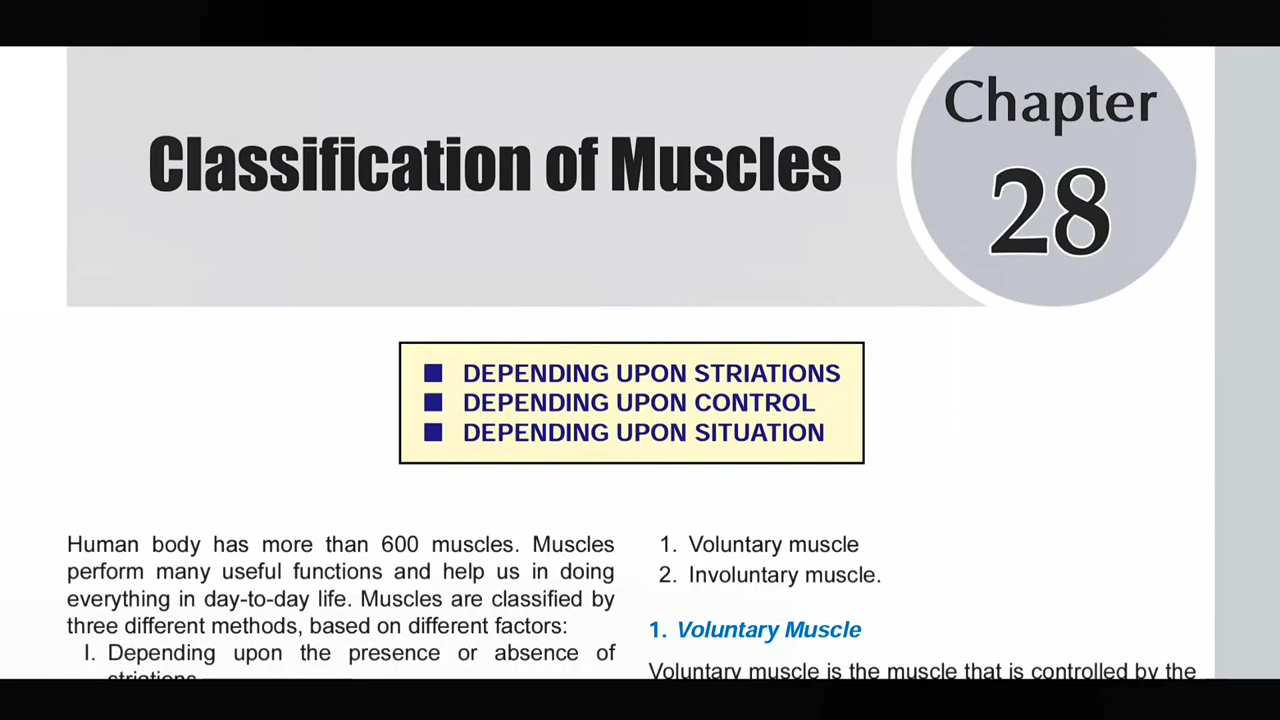 Classification of Muscles
Chapter
28
■ DEPENDING UPON STRIATIONS
■ DEPENDING UPON CONTROL
■ DEPENDING UPON SITUATION
Human body has more than 600 muscles. Muscles
perform many useful functions and help us in doing
everything in day-to-day life. Muscles are classified by
three different methods, based on different factors:
I. Depending upon the presence or absence of
striations
1. Voluntary muscle
2. Involuntary muscle.
1. Voluntary Muscle
Voluntary muscle is the muscle that is controlled by the